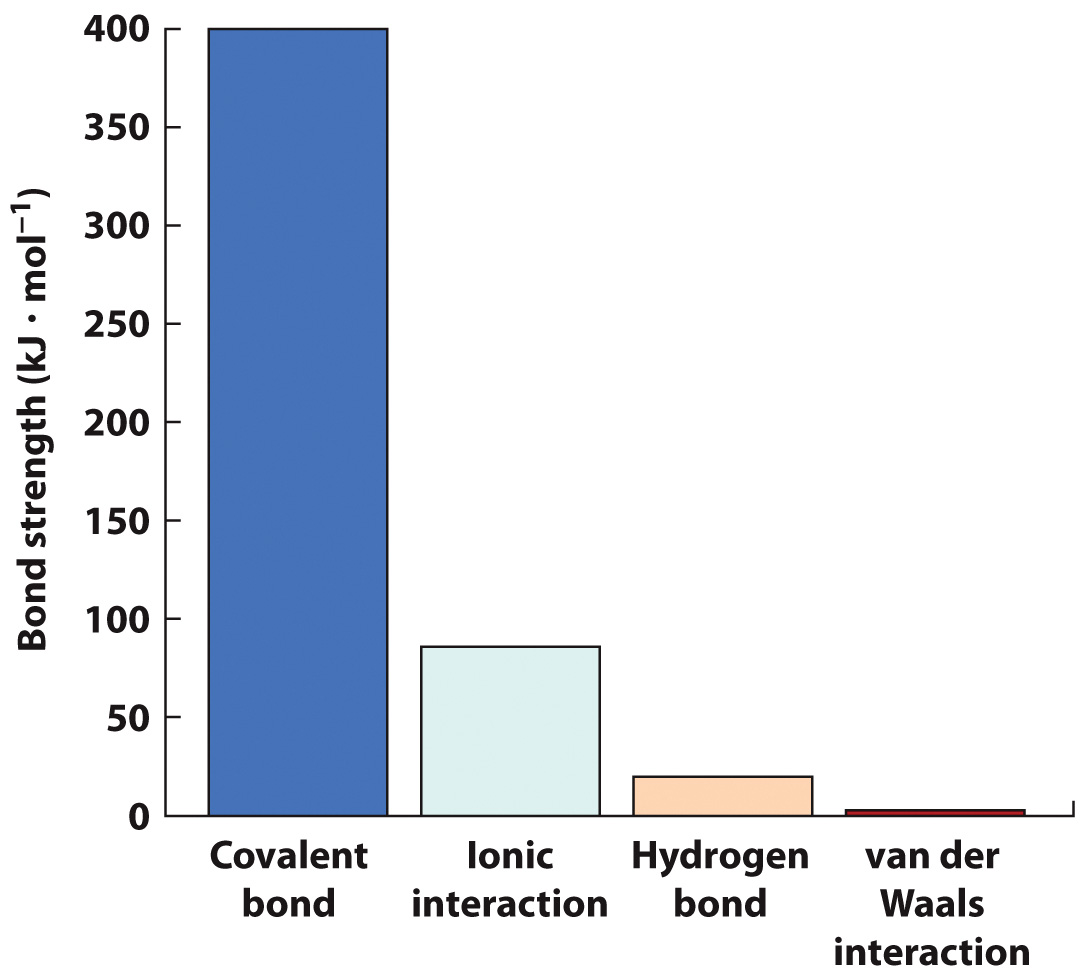 Bond strength (kJ · mol⁻¹)
400
350
300
250
200
150
100
50
0
Covalent
bond
Ionic
interaction
Hydrogen
bond
van der
Waals
interaction